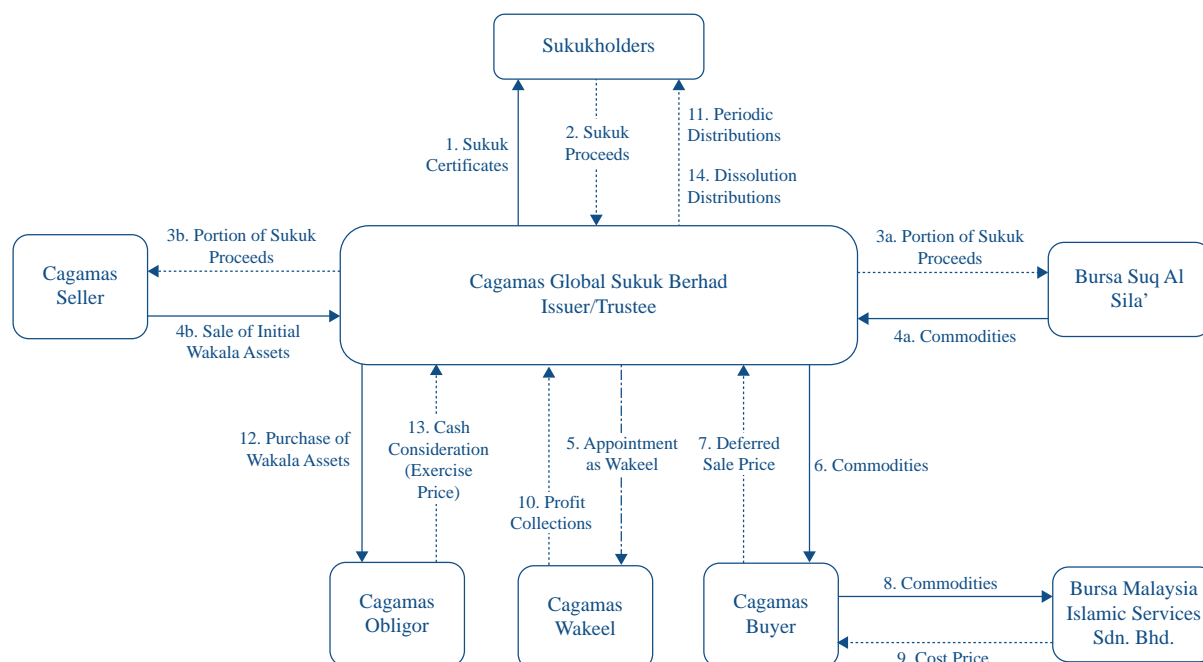 Sukukholders
1. Sukuk
Certificates
2. Sukuk
Proceeds
11. Periodic
Distributions
14. Dissolution
Distributions
3b. Portion of Sukuk
Proceeds
3a. Portion of Sukuk
Proceeds
Cagamas
Seller
Cagamas Global Sukuk Berhad
Issuer/Trustee
Bursa Suq Al
Sila’
4b. Sale of Initial
Wakala Assets
4a. Commodities
12. Purchase of
Wakala Assets
13. Cash
Consideration
(Exercise
Price)
10. Profit
Collections
5. Appointment
as Wakeel
7. Deferred
Sale Price
6. Commodities
Cagamas
Obligor
Cagamas
Wakeel
Cagamas
Buyer
8. Commodities
9. Cost Price
Bursa Malaysia
Islamic Services
Sdn. Bhd.